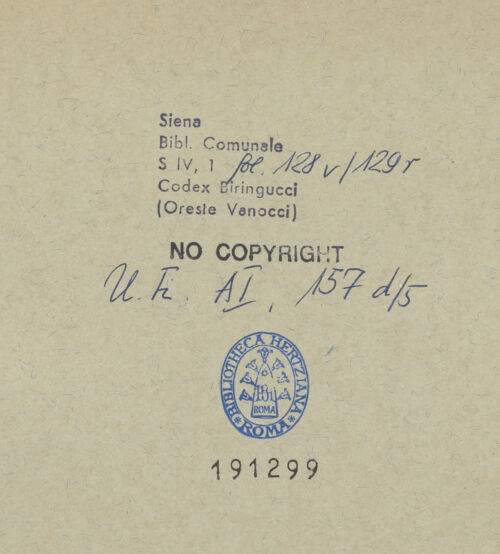 Siena
Bibl. Comunale
S IV, 1 fol. 128 v/129 r
Codex Biringucci
(Oreste Vanocci)
NO COPYRIGHT
U. Fi. AI, 157 d/5
BIBLIOTHECA HERTZIANA
ROMA
ROMA
191299